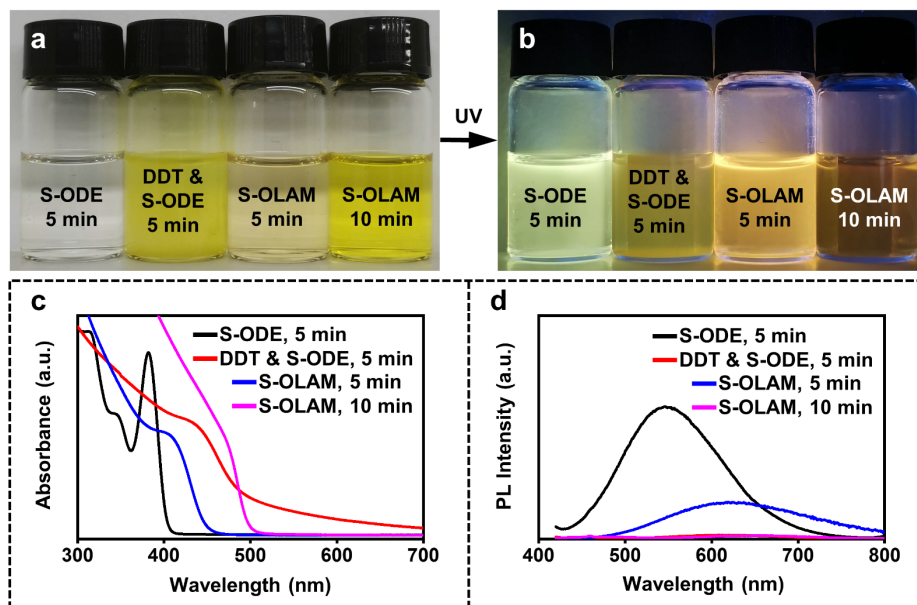 a
b
UV
S-ODE
5 min
DDT &
S-ODE
5 min
S-OLAM
5 min
S-OLAM
10 min
S-ODE
5 min
DDT &
S-ODE
5 min
S-OLAM
5 min
S-OLAM
10 min
c
S-ODE, 5 min
DDT & S-ODE, 5 min
S-OLAM, 5 min
S-OLAM, 10 min
Absorbance (a.u.)
300 400 500 600 700
Wavelength (nm)
d
S-ODE, 5 min
DDT & S-ODE, 5 min
S-OLAM, 5 min
S-OLAM, 10 min
PL Intensity (a.u.)
400 500 600 700 800
Wavelength (nm)